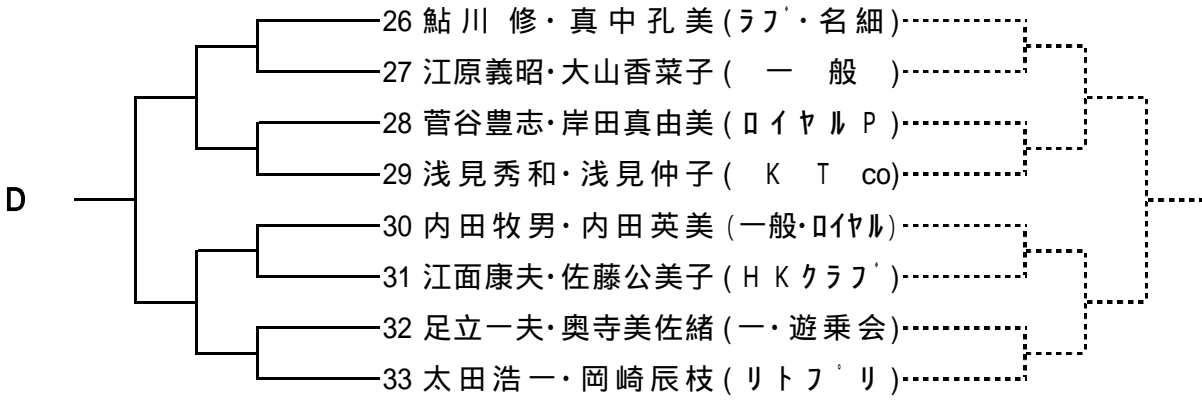 26 鮎川 修・真中孔美(ラブ・名細)
27 江原義昭・大山香菜子( 一 般 )
28 菅谷豊志・岸田真由美(ロイヤル P )
29 浅見秀和・浅見仲子( K T co)
D
30 内田牧男・内田英美 (一般・ロイヤル)
31 江面康夫・佐藤公美子( H K クラブ )
32 足立一夫・奥寺美佐緒(一・遊乗会)
33 太田浩一・岡崎辰枝( リトプリ )